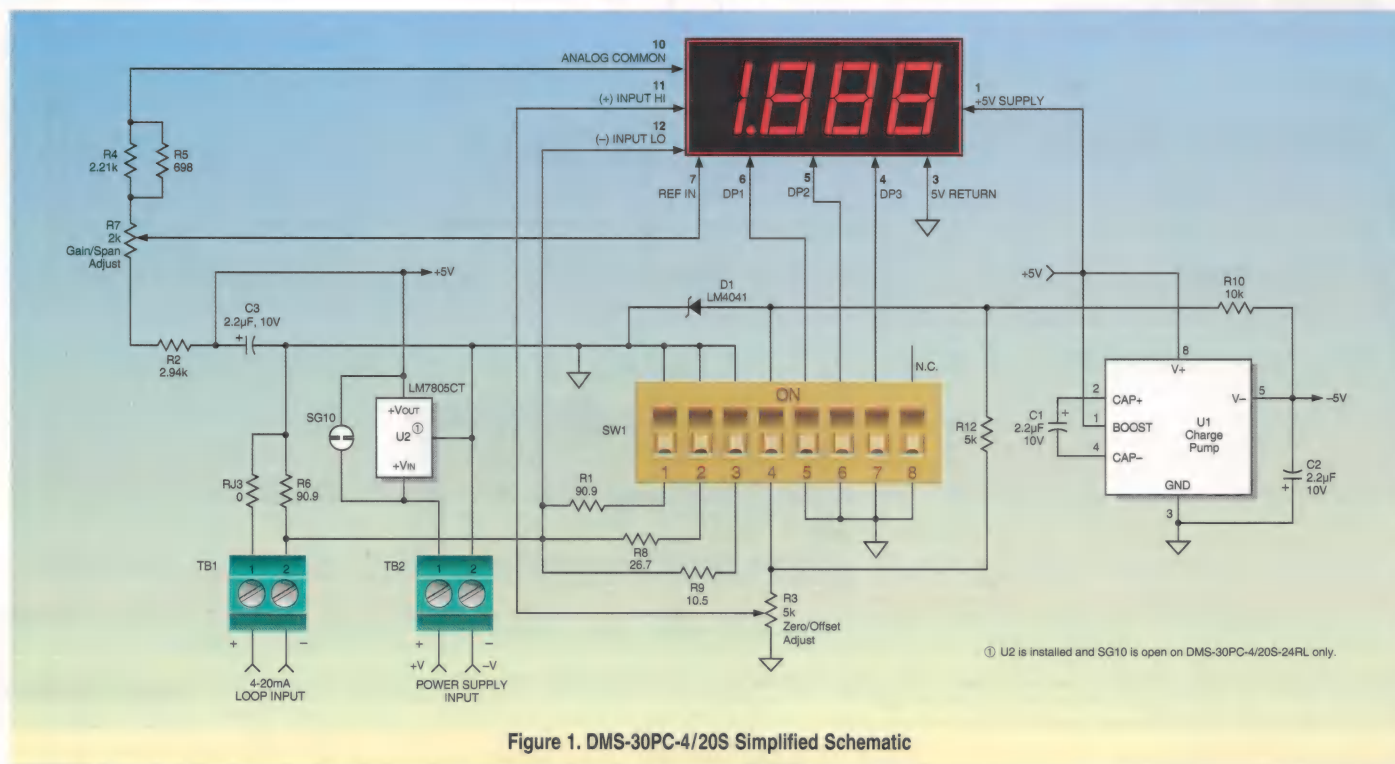 10
ANALOG COMMON
11
(+) INPUT HI
12
(–) INPUT LO
1.888
1
+5V SUPPLY
7
REF IN
6
DP1
5
DP2
4
DP3
3
5V RETURN
R4
2.21k
R5
698
R7
2k
Gain/Span
Adjust
+5V
C3
2.2µF, 10V
+
R2
2.94k
D1
LM4041
+5V
R10
10k
LM7805CT
+VOUT
U2 ①
+VIN
SG10
N.C.
ON
SW1
1 2 3 4 5 6 7 8
R12
5k
8
V+
2
CAP+
1
BOOST
4
CAP–
U1
Charge
Pump
V–
5
–5V
GND
3
C1
2.2µF
10V
+
C2
2.2µF
10V
+
RJ3
0
R6
90.9
R1
90.9
R8
26.7
R9
10.5
R3
5k
Zero/Offset
Adjust
TB1
1 2
+ –
4-20mA
LOOP INPUT
TB2
1 2
+ –
+V –V
POWER SUPPLY
INPUT
① U2 is installed and SG10 is open on DMS-30PC-4/20S-24RL only.
Figure 1. DMS-30PC-4/20S Simplified Schematic